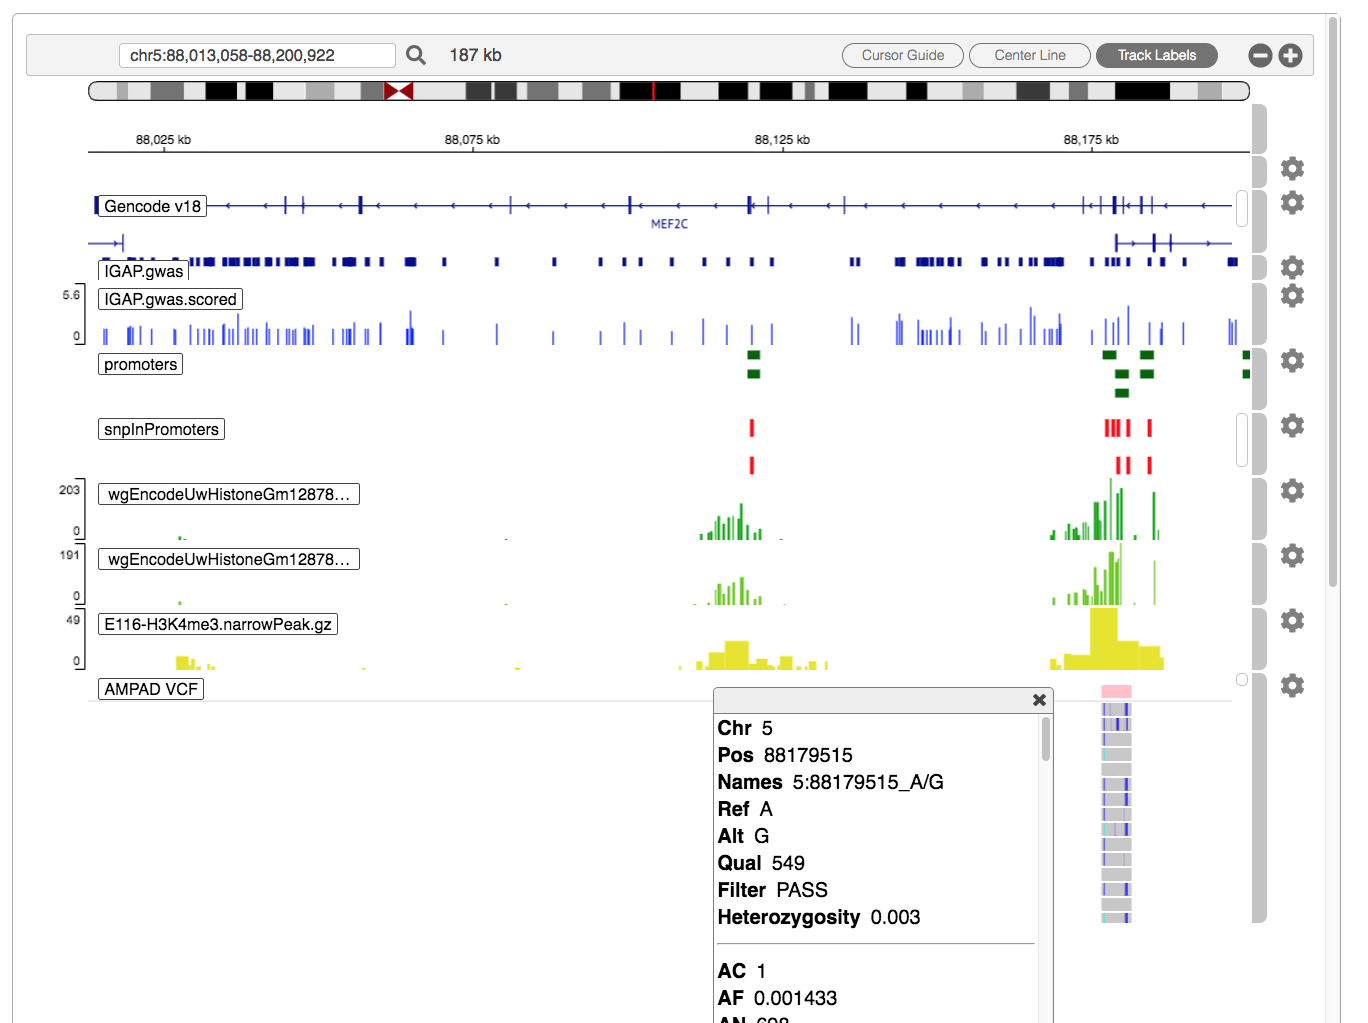 chr5:88,013,058-88,200,922
187 kb
Cursor Guide
Center Line
Track Labels
88,025 kb
88,075 kb
88,125 kb
88,175 kb
Gencode v18
MEF2C
IGAP.gwas
5.6
IGAP.gwas.scored
0
promoters
snpInPromoters
203
wgEncodeUwHistoneGm12878...
0
191
wgEncodeUwHistoneGm12878...
0
49
E116-H3K4me3.narrowPeak.gz
0
AMPAD VCF
Chr 5
Pos 88179515
Names 5:88179515_A/G
Ref A
Alt G
Qual 549
Filter PASS
Heterozygosity 0.003
AC 1
AF 0.001433
AN 698